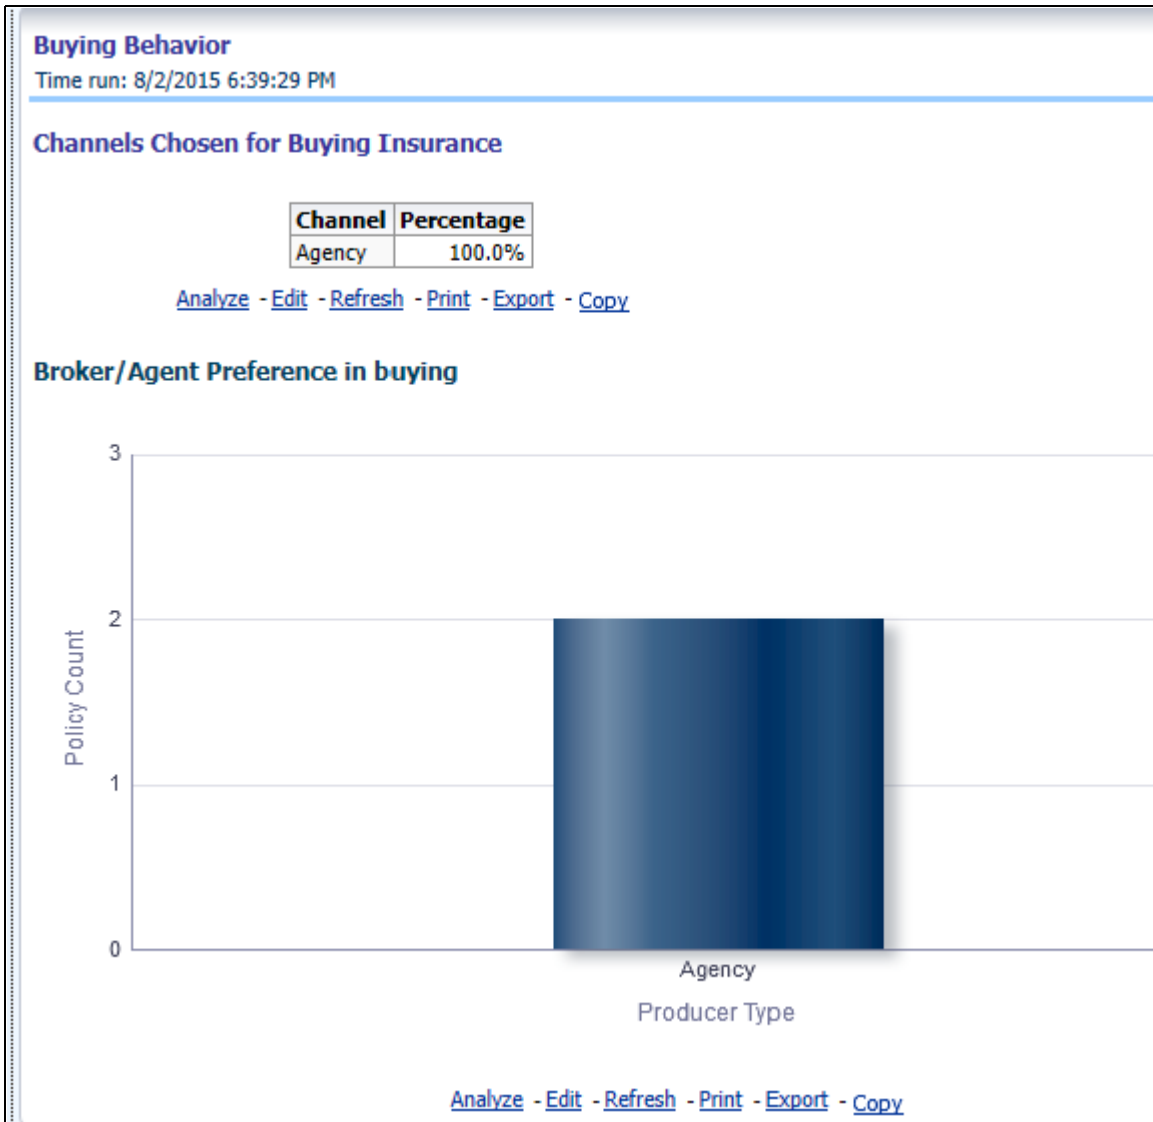 Buying Behavior
Time run: 8/2/2015 6:39:29 PM
Channels Chosen for Buying Insurance
Channel Percentage
Agency 100.0%
Analyze - Edit - Refresh - Print - Export - Copy
Broker/Agent Preference in buying
3
2
1
0
Policy Count
Agency
Producer Type
Analyze - Edit - Refresh - Print - Export - Copy